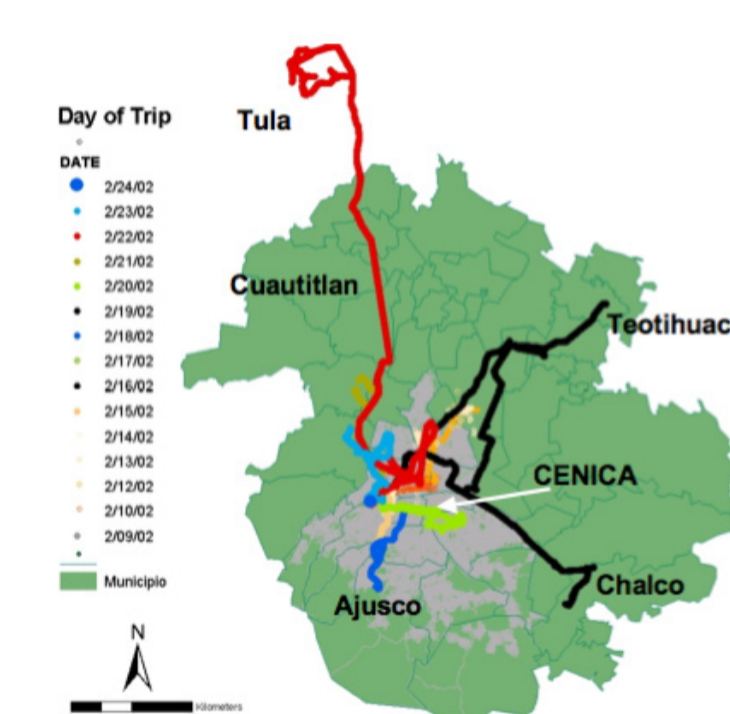 Day of Trip
DATE
2/24/02
2/23/02
2/22/02
2/21/02
2/20/02
2/19/02
2/18/02
2/17/02
2/16/02
2/15/02
2/14/02
2/13/02
2/12/02
2/10/02
2/09/02
Municipio
N
Kilometers
Tula
Cuautitlan
Teotihuac
CENICA
Chalco
Ajusco